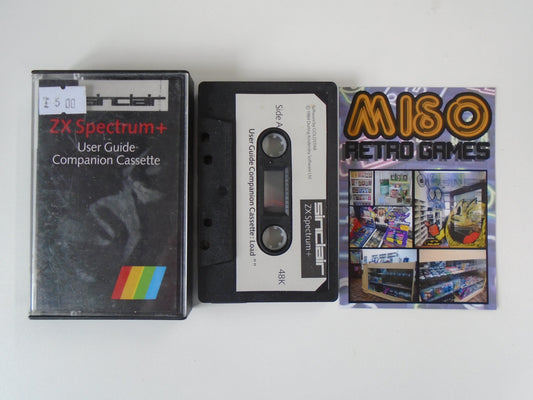 £ 5.00
sinclair
ZX Spectrum+
User Guide
Companion Cassette
Side A
User Guide Companion Cassette: Load " "
48K
sinclair
ZX Spectrum+
MISO
RETRO GAMES